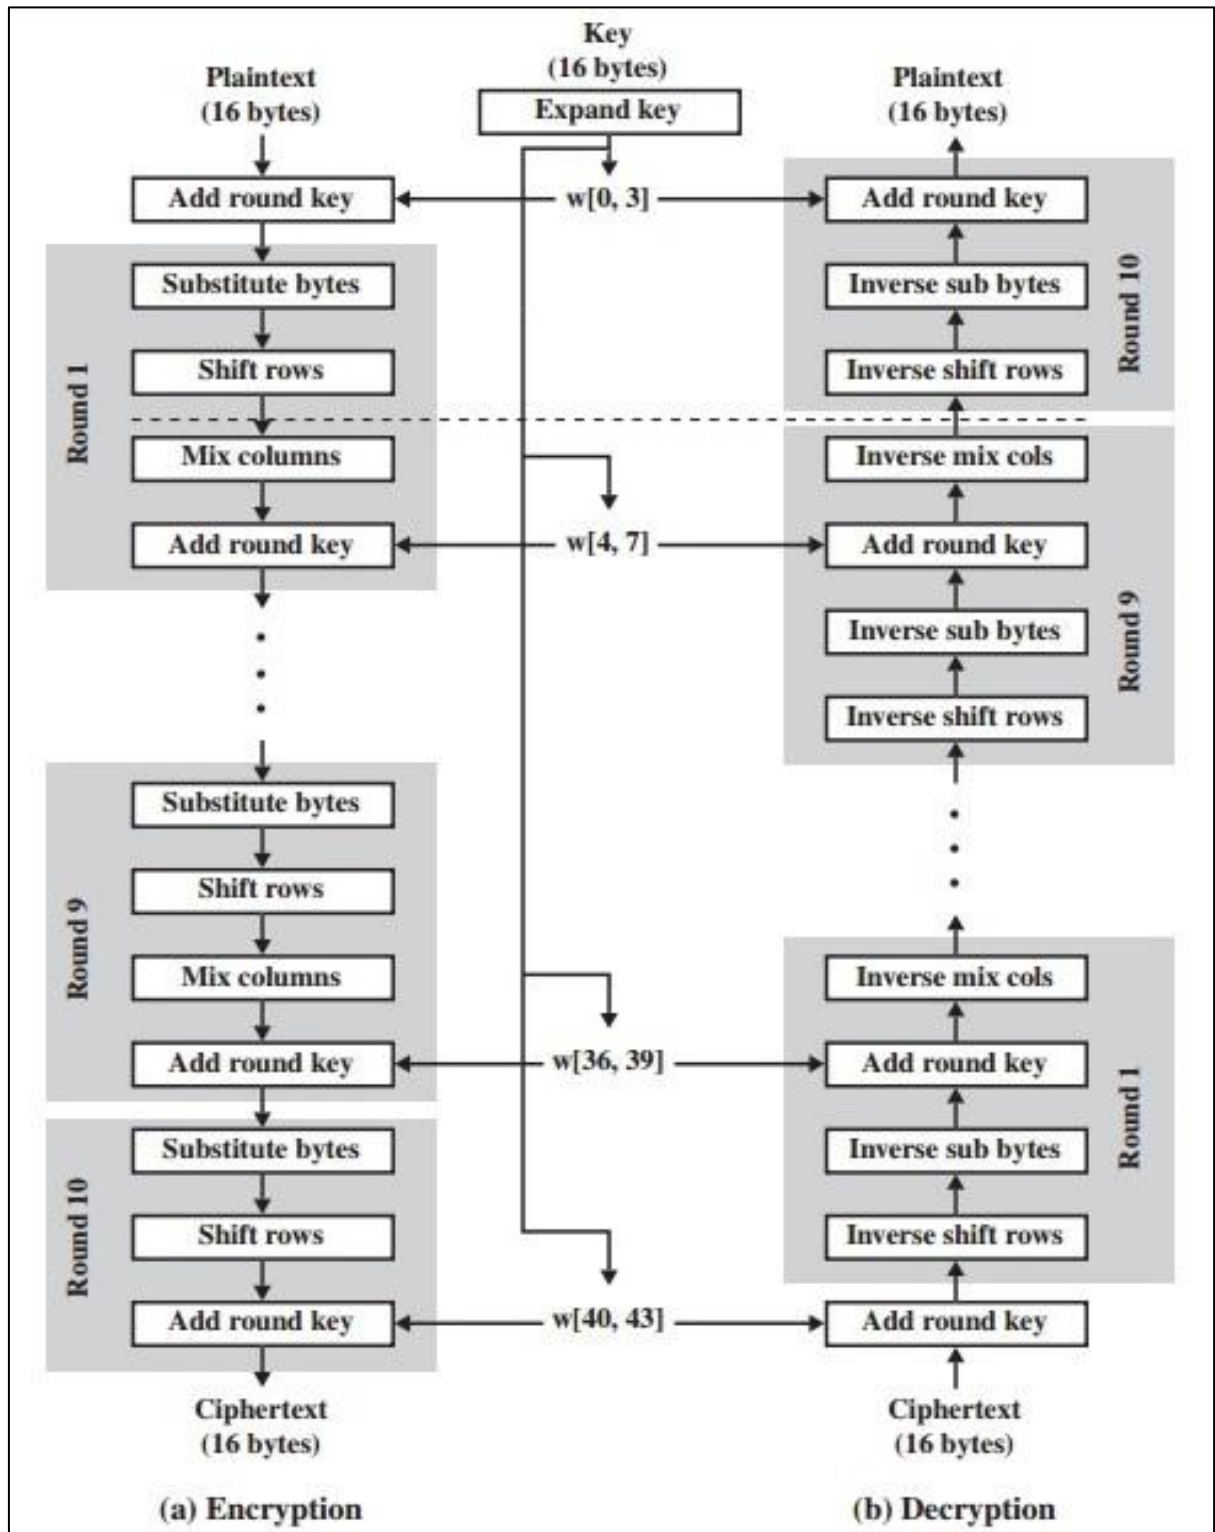 Key
(16 bytes)
Expand key
Plaintext
(16 bytes)
Add round key
Round 1
Substitute bytes
Shift rows
Mix columns
Add round key
Round 9
Substitute bytes
Shift rows
Mix columns
Add round key
Round 10
Substitute bytes
Shift rows
Add round key
Ciphertext
(16 bytes)
(a) Encryption
w[0, 3]
w[4, 7]
w[36, 39]
w[40, 43]
Plaintext
(16 bytes)
Add round key
Inverse sub bytes
Inverse shift rows
Round 10
Inverse mix cols
Add round key
Inverse sub bytes
Inverse shift rows
Round 9
Inverse mix cols
Add round key
Inverse sub bytes
Inverse shift rows
Round 1
Add round key
Ciphertext
(16 bytes)
(b) Decryption